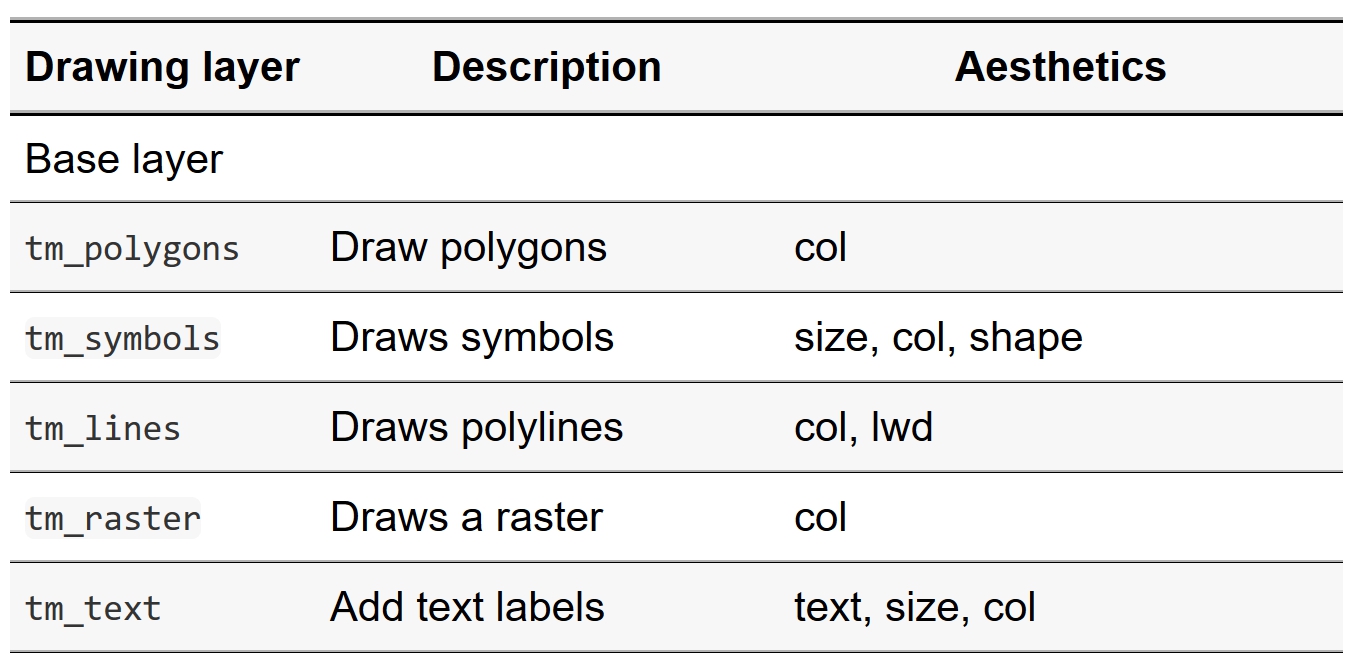 Drawing layer Description Aesthetics
Base layer
tm_polygons Draw polygons col
tm_symbols Draws symbols size, col, shape
tm_lines Draws polylines col, lwd
tm_raster Draws a raster col
tm_text Add text labels text, size, col